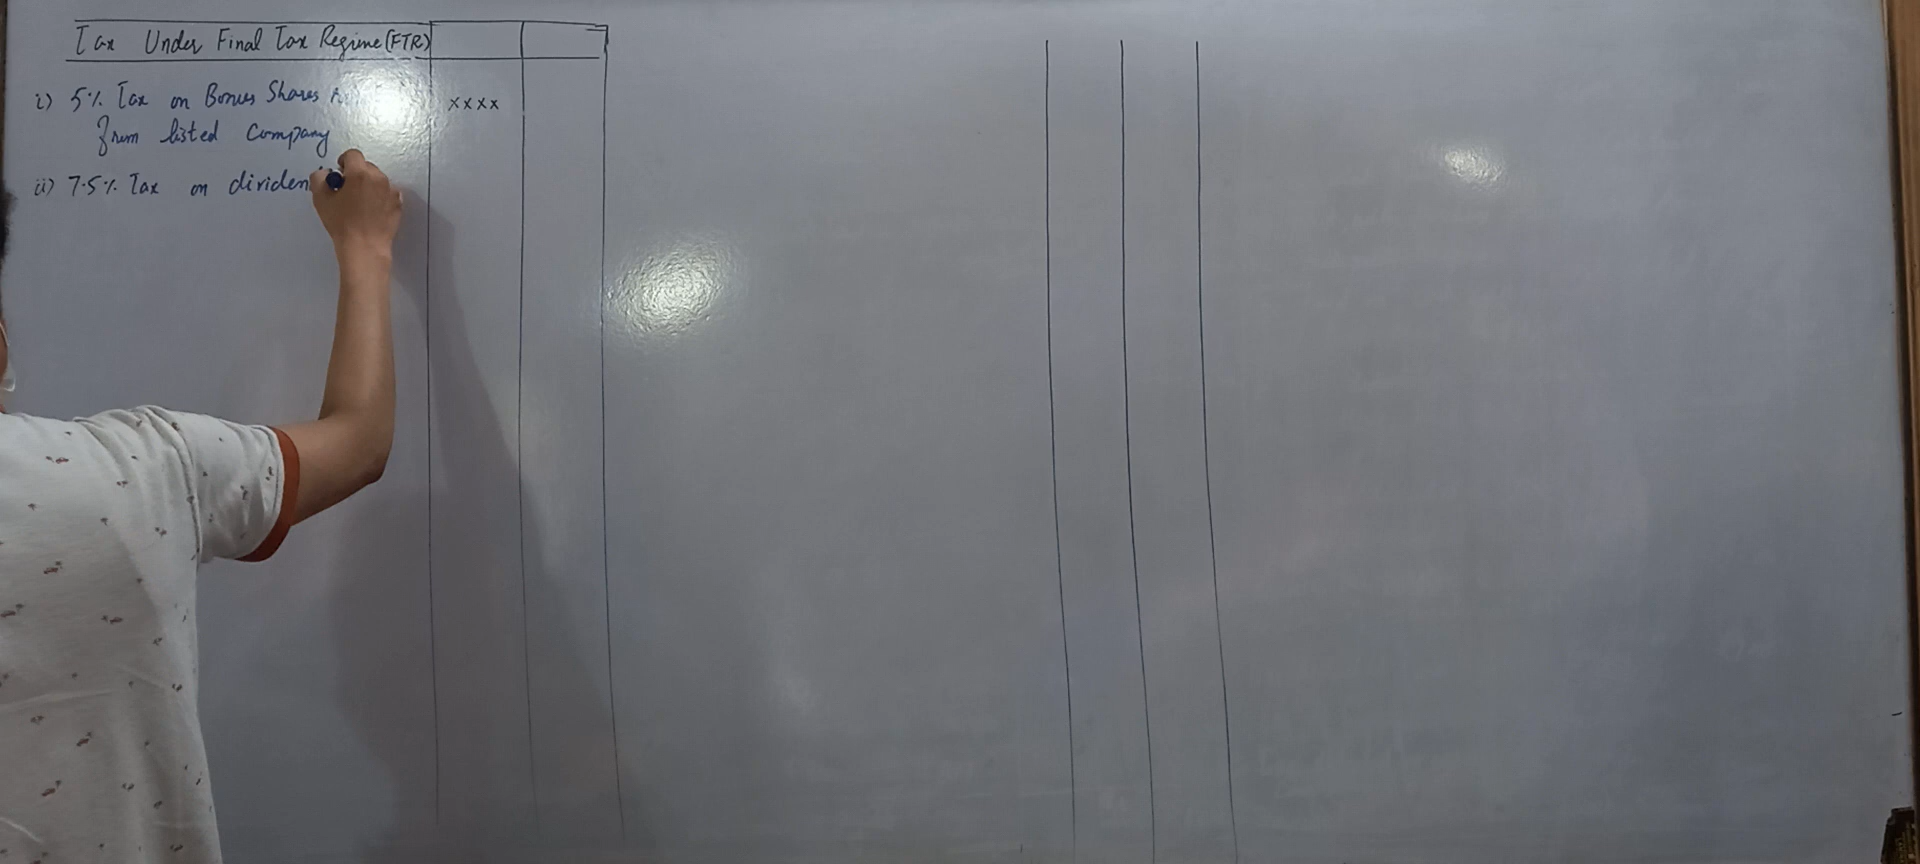 Tax Under Final Tax Regime (FTR)
i) 5% Tax on Bonus Shares xxxx
from listed Company
ii) 7.5% Tax on dividen